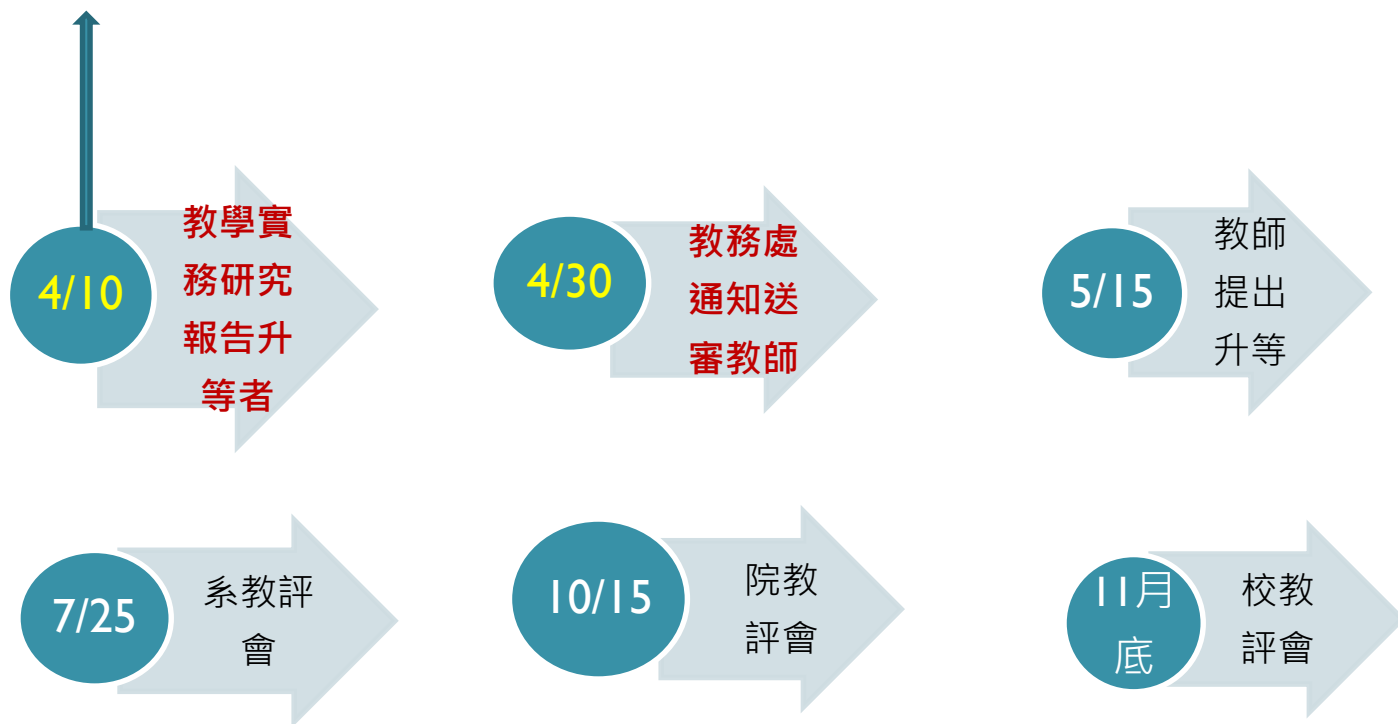 4/10
教學實
務研究
報告升
等者
4/30
教務處
通知送
審教師
5/15
教師
提出
升等
7/25
系教評
會
10/15
院教
評會
11月
底
校教
評會